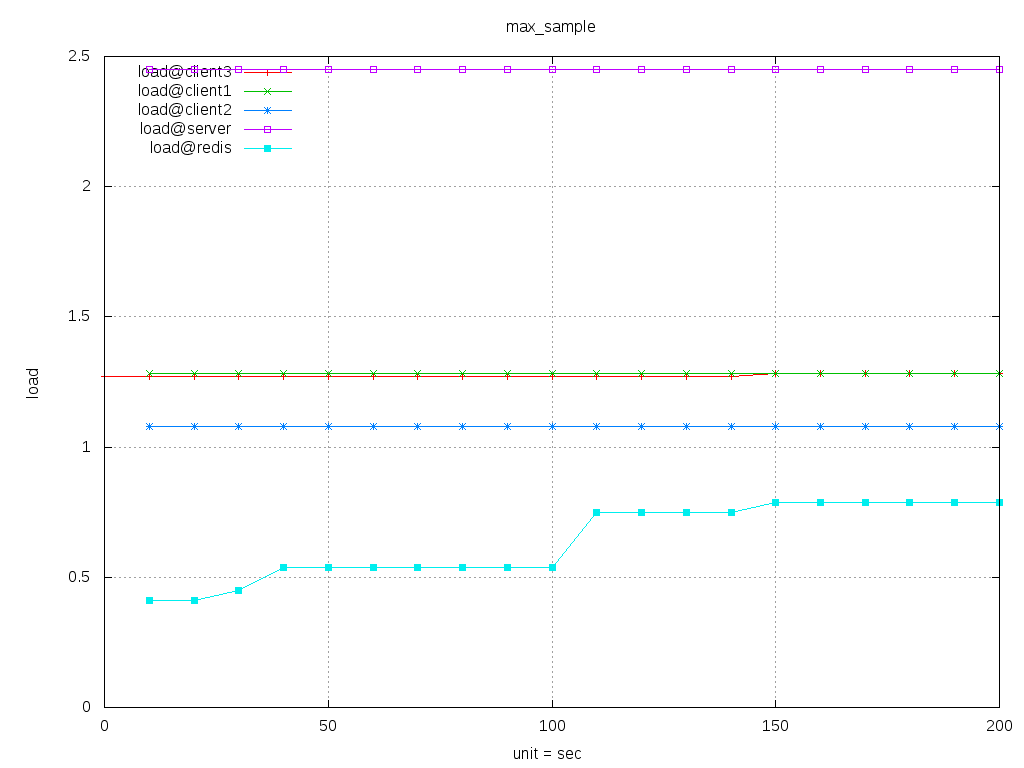 max_sample
2.5
load@client3
load@client1
load@client2
load@server
load@redis
2
1.5
load
1
0.5
0
0 50 100 150 200
unit = sec